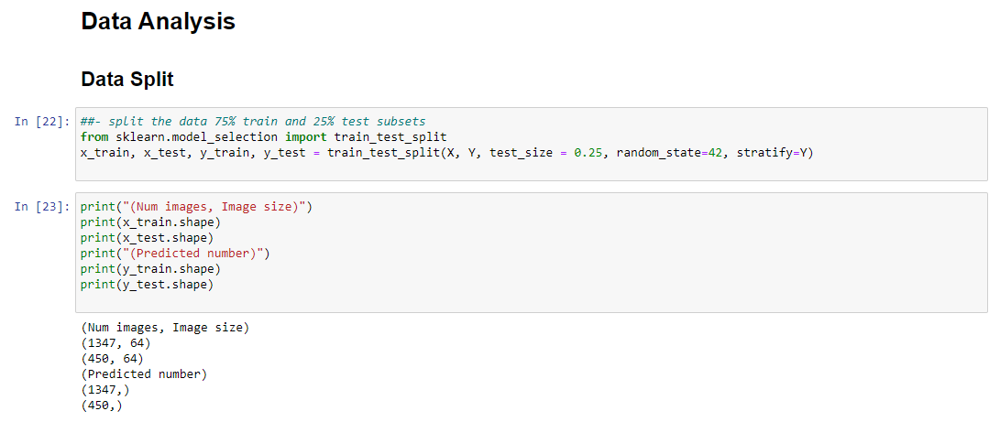 Data Analysis
Data Split
In [22]:
##- split the data 75% train and 25% test subsets
from sklearn.model_selection import train_test_split
x_train, x_test, y_train, y_test = train_test_split(X, Y, test_size = 0.25, random_state=42, stratify=Y)
In [23]:
print("(Num images, Image size)")
print(x_train.shape)
print(x_test.shape)
print("(Predicted number)")
print(y_train.shape)
print(y_test.shape)
(Num images, Image size)
(1347, 64)
(450, 64)
(Predicted number)
(1347,)
(450,)